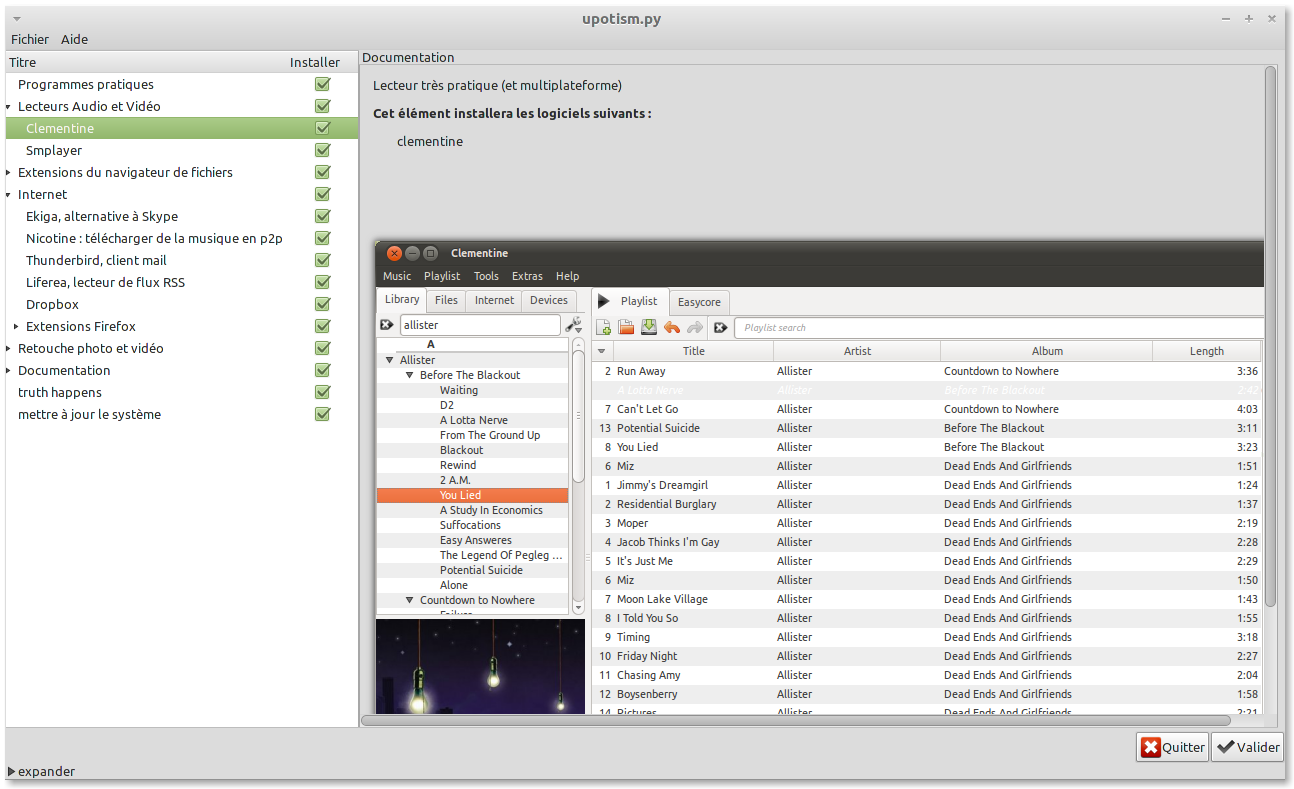 upotism.py
Fichier Aide
Titre Installer
Programmes pratiques
Lecteurs Audio et Vidéo
Clementine
Smplayer
Extensions du navigateur de fichiers
Internet
Ekiga, alternative à Skype
Nicotine : télécharger de la musique en p2p
Thunderbird, client mail
Liferea, lecteur de flux RSS
Dropbox
Extensions Firefox
Retouche photo et vidéo
Documentation
truth happens
mettre à jour le système
Documentation
Lecteur très pratique (et multiplateforme)
Cet élément installera les logiciels suivants :
clementine
Clementine
Music Playlist Tools Extras Help
Library Files Internet Devices
allister
A
Allister
Before The Blackout
Waiting
D2
A Lotta Nerve
From The Ground Up
Blackout
Rewind
2 A.M.
You Lied
A Study In Economics
Suffocations
Easy Answeres
The Legend Of Pegleg ...
Potential Suicide
Alone
Countdown to Nowhere
Failure
Playlist Easycore
Playlist search
Title Artist Album Length
2 Run Away Allister Countdown to Nowhere 3:36
A Lotta Nerve Allister Before The Blackout 2:42
7 Can't Let Go Allister Countdown to Nowhere 4:03
13 Potential Suicide Allister Before The Blackout 3:11
8 You Lied Allister Before The Blackout 3:23
6 Miz Allister Dead Ends And Girlfriends 1:51
1 Jimmy's Dreamgirl Allister Dead Ends And Girlfriends 1:24
2 Residential Burglary Allister Dead Ends And Girlfriends 1:37
3 Moper Allister Dead Ends And Girlfriends 2:19
4 Jacob Thinks I'm Gay Allister Dead Ends And Girlfriends 2:28
5 It's Just Me Allister Dead Ends And Girlfriends 2:29
6 Miz Allister Dead Ends And Girlfriends 1:50
7 Moon Lake Village Allister Dead Ends And Girlfriends 1:43
8 I Told You So Allister Dead Ends And Girlfriends 1:55
9 Timing Allister Dead Ends And Girlfriends 3:18
10 Friday Night Allister Dead Ends And Girlfriends 2:27
11 Chasing Amy Allister Dead Ends And Girlfriends 2:04
12 Boysenberry Allister Dead Ends And Girlfriends 1:58
14 Pictures Allister Dead Ends And Girlfriends 2:21
Quitter Valider
expander